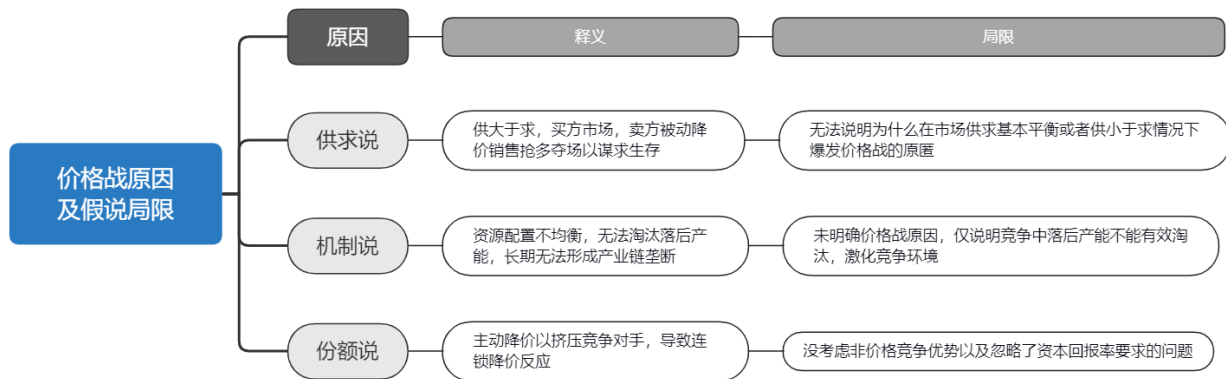 原因
释义
局限
价格战原因
及假说局限
供求说
供大于求，买方市场，卖方被动降
价销售抢多夺场以谋求生存
无法说明为什么在市场供求基本平衡或者供小于求情况下
爆发价格战的原匿
机制说
资源配置不均衡，无法淘汰落后产
能，长期无法形成产业链垄断
未明确价格战原因，仅说明竞争中落后产能不能有效淘
汰，激化竞争环境
份额说
主动降价以挤压竞争对手，导致连
锁降价反应
没考虑非价格竞争优势以及忽略了资本回报率要求的问题